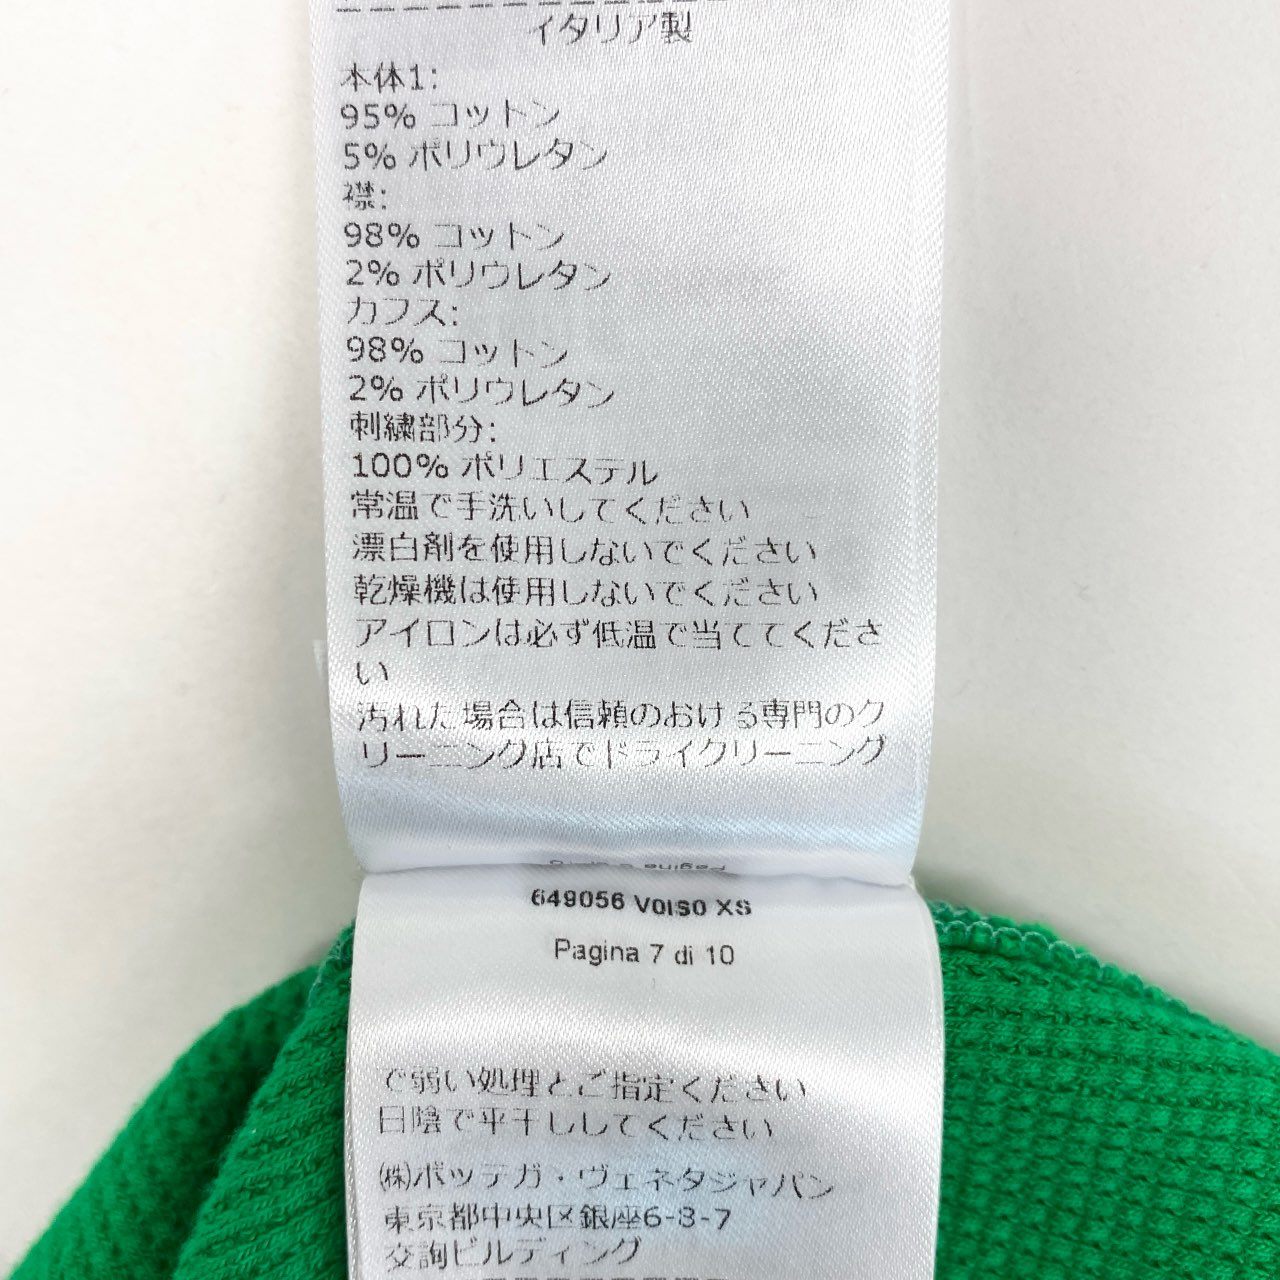 イタリア製
本体1:
95% コットン
5% ポリウレタン
襟:
98% コットン
2% ポリウレタン
カフス:
98% コットン
2% ポリウレタン
刺繍部分:
100% ポリエステル
常温で手洗いしてください
漂白剤を使用しないでください
乾燥機は使用しないでください
アイロンは必ず低温で当ててくださ
い
汚れた場合は信頼のおける専門のク
リーニング店でドライクリーニング
Pagina
649056 V0IS0 XS
Pagina 7 di 10
で弱い処理とご指定ください
日陰で平干ししてください
㈱ボッテガ・ヴェネタジャパン
東京都中央区銀座6-8-7
交詢ビルディング